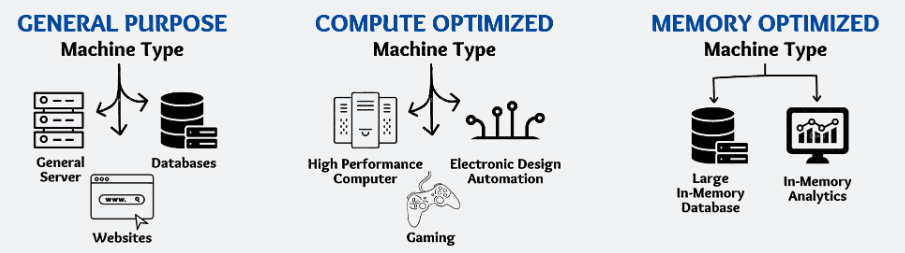 GENERAL PURPOSE
Machine Type
General
Server
Databases
www.
Websites
COMPUTE OPTIMIZED
Machine Type
High Performance
Computer
Electronic Design
Automation
Gaming
MEMORY OPTIMIZED
Machine Type
Large
In-Memory
Database
In-Memory
Analytics